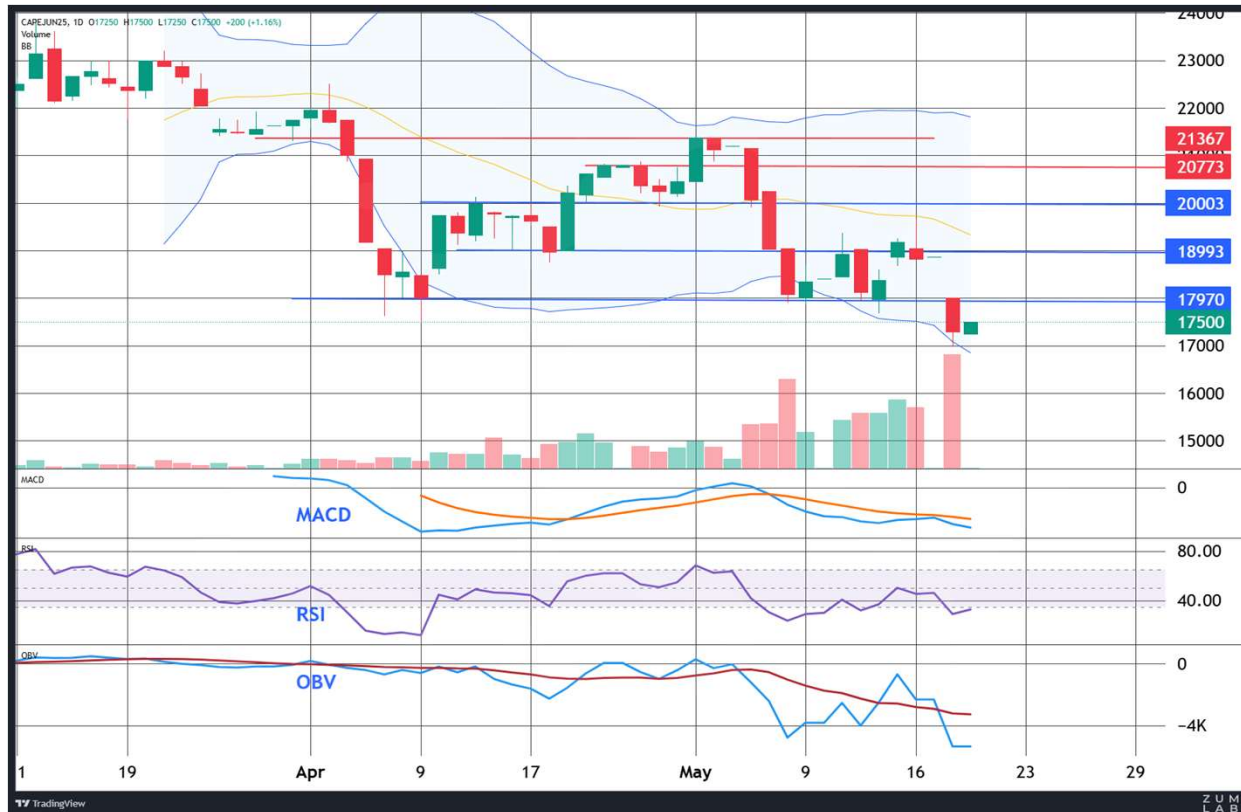 CAPEJUN25, 1D O17250 H17500 L17250 C17500 +200 (+1.16%)
Volume
BB
24000
23000
22000
21367
20773
20003
18993
17970
17500
17000
16000
15000
MACD
MACD
0
RSI
RSI
80.00
40.00
OBV
OBV
0
−4K
1 19 Apr 9 17 May 9 16 23 29
TradingView
ZUM
LAB